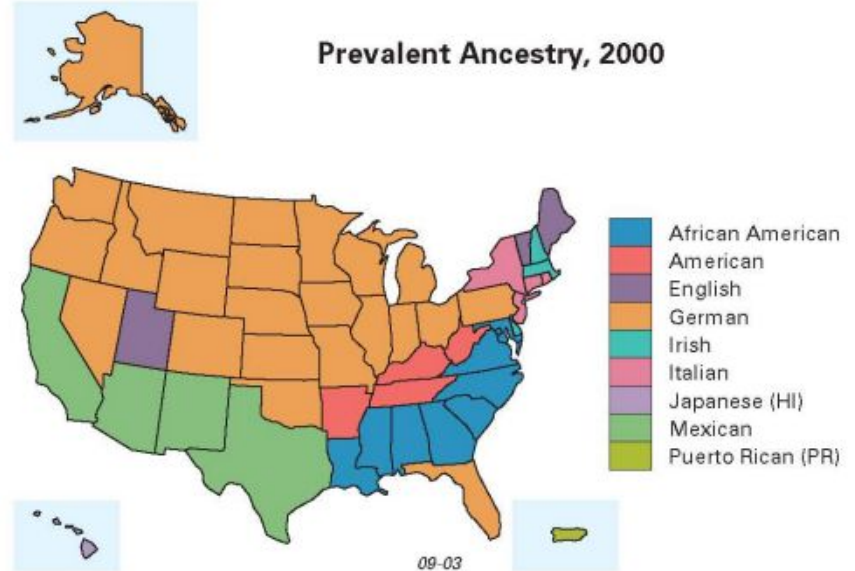 Prevalent Ancestry, 2000
African American
American
English
German
Irish
Italian
Japanese (HI)
Mexican
Puerto Rican (PR)
09-03